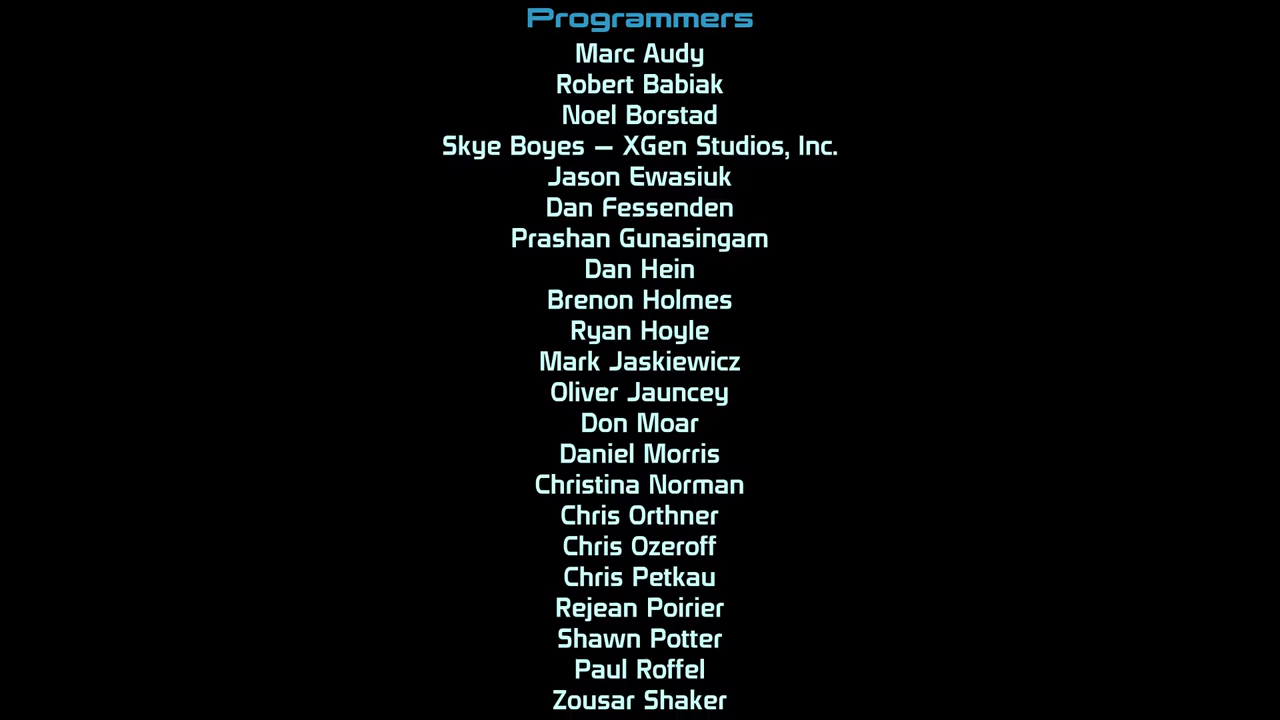 Programmers
Marc Audy
Robert Babiak
Noel Borstad
Skye Boyes — XGen Studios, Inc.
Jason Ewasiuk
Dan Fessenden
Prashan Gunasingam
Dan Hein
Brenon Holmes
Ryan Hoyle
Mark Jaskiewicz
Oliver Jauncey
Don Moar
Daniel Morris
Christina Norman
Chris Orthner
Chris Ozeroff
Chris Petkau
Rejean Poirier
Shawn Potter
Paul Roffel
Zousar Shaker